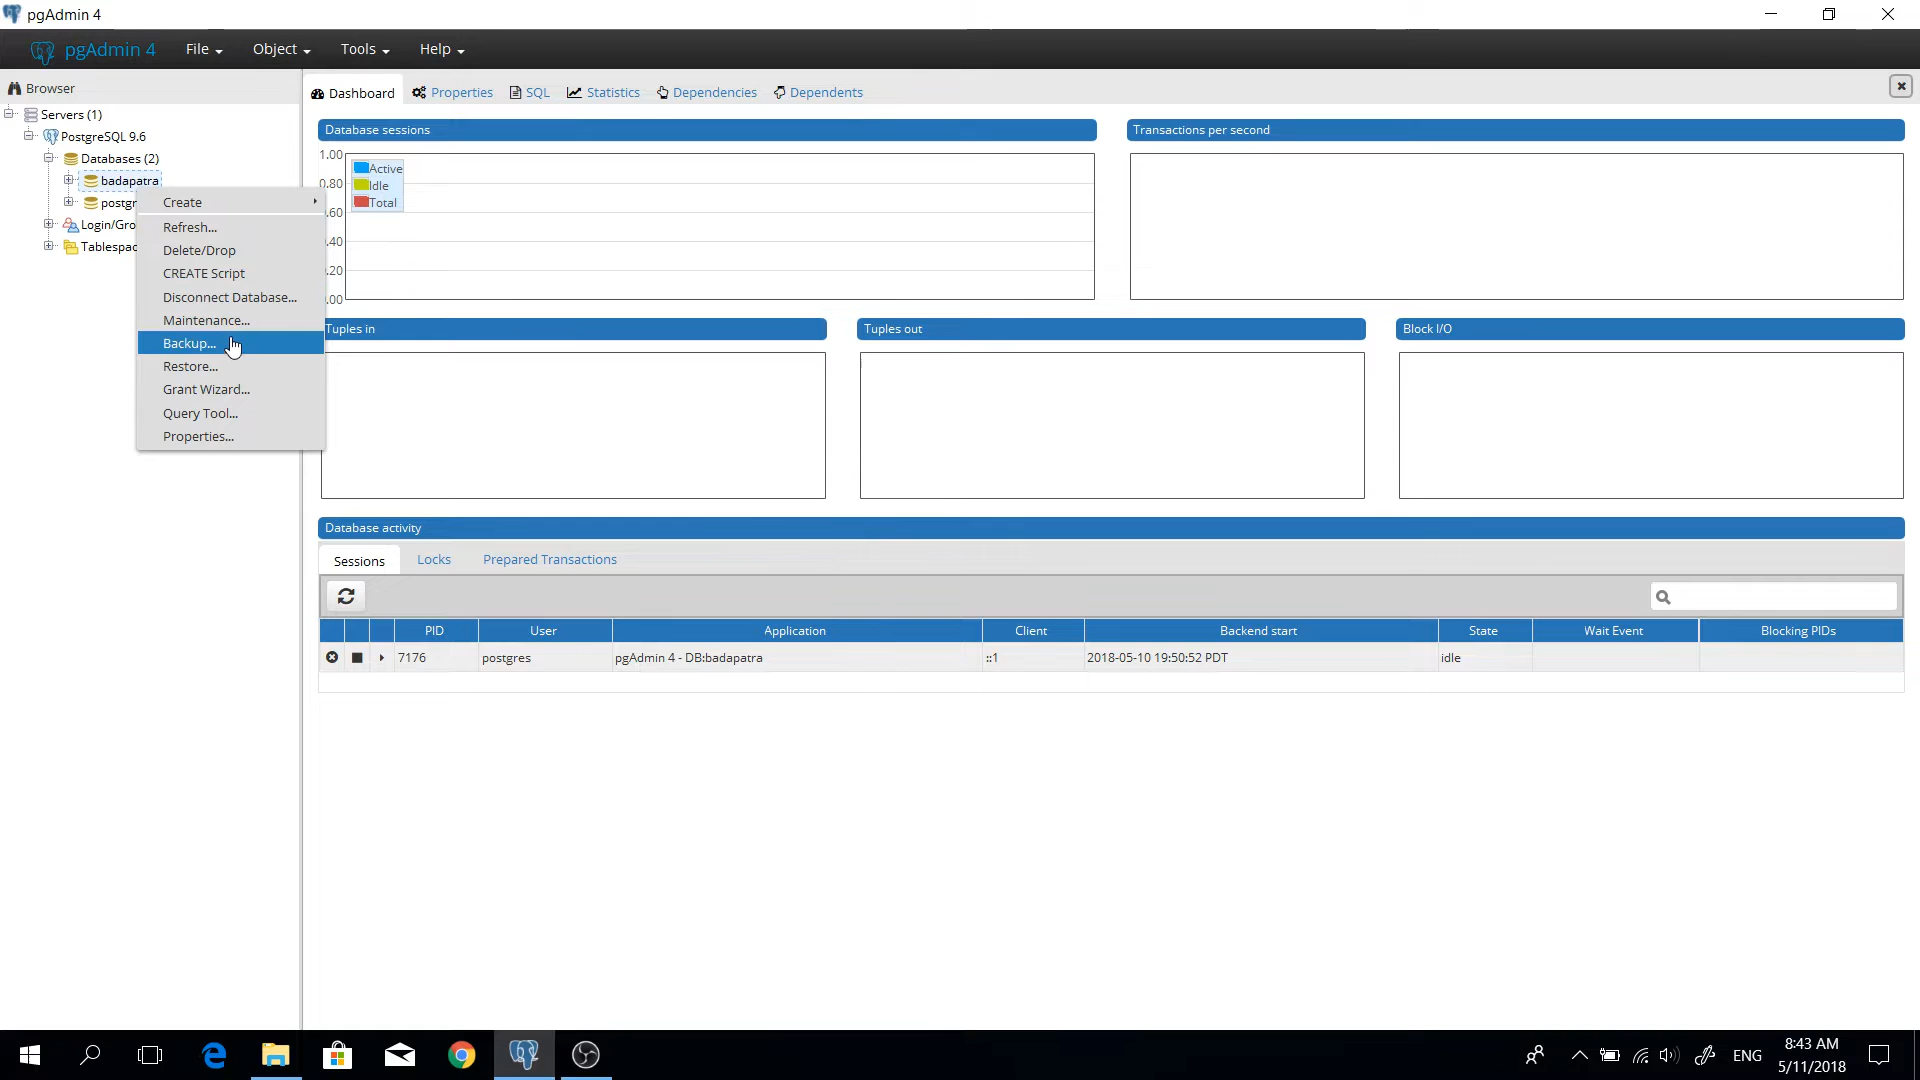 pgAdmin 4
pgAdmin 4 File Object Tools Help
Browser
Servers (1)
PostgreSQL 9.6
Databases (2)
badapatra
postgr
Login/Gro
Tablespac
Create
Refresh...
Delete/Drop
CREATE Script
Disconnect Database...
Maintenance...
Backup...
Restore...
Grant Wizard...
Query Tool...
Properties...
Dashboard Properties SQL Statistics Dependencies Dependents
Database sessions
1.00
0.80
.60
.40
.20
.00
Active
Idle
Total
Transactions per second
Tuples in
Tuples out
Block I/O
Database activity
Sessions Locks Prepared Transactions
PID User Application Client Backend start State Wait Event Blocking PIDs
7176 postgres pgAdmin 4 - DB:badapatra ::1 2018-05-10 19:50:52 PDT idle
ENG
8:43 AM
5/11/2018